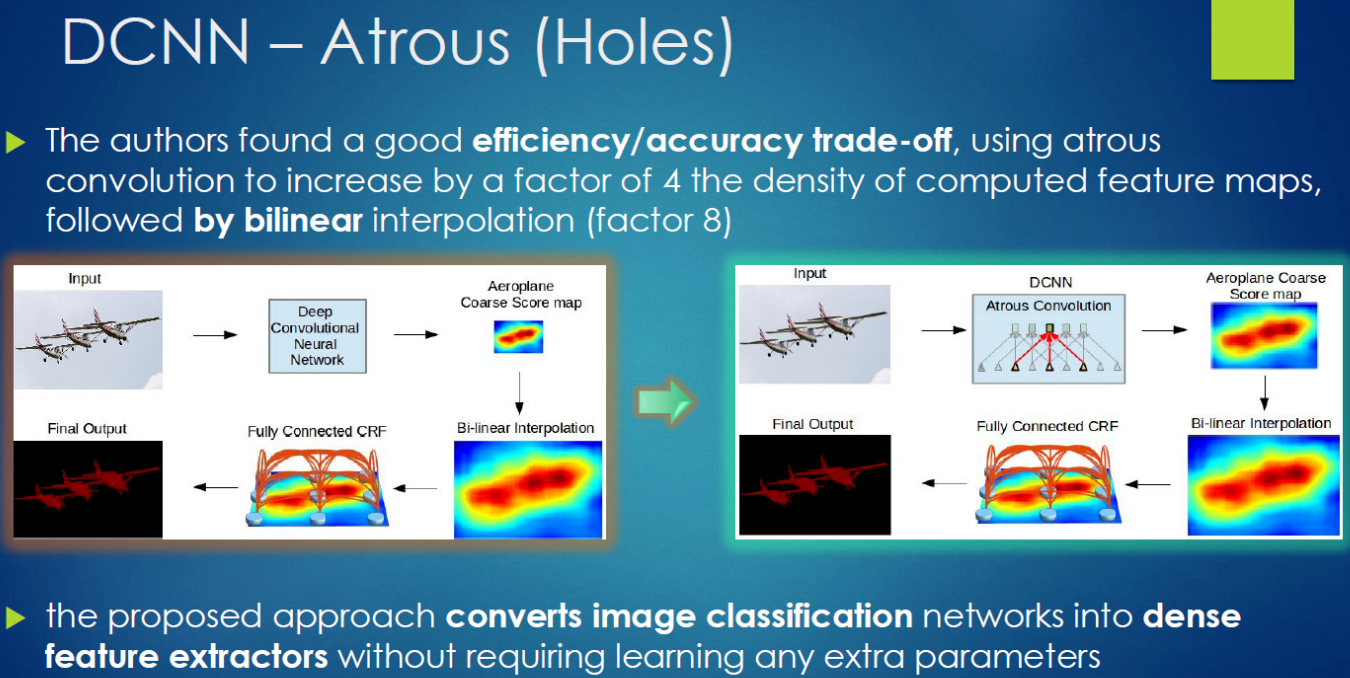 DCNN – Atrous (Holes)
The authors found a good efficiency/accuracy trade-off, using atrous
convolution to increase by a factor of 4 the density of computed feature maps,
followed by bilinear interpolation (factor 8)
Input
Deep
Convolutional
Neural
Network
Aeroplane
Coarse Score map
Final Output
Fully Connected CRF
Bi-linear Interpolation
Input
DCNN
Atrous Convolution
Aeroplane Coarse
Score map
Final Output
Fully Connected CRF
Bi-linear Interpolation
the proposed approach converts image classification networks into dense
feature extractors without requiring learning any extra parameters